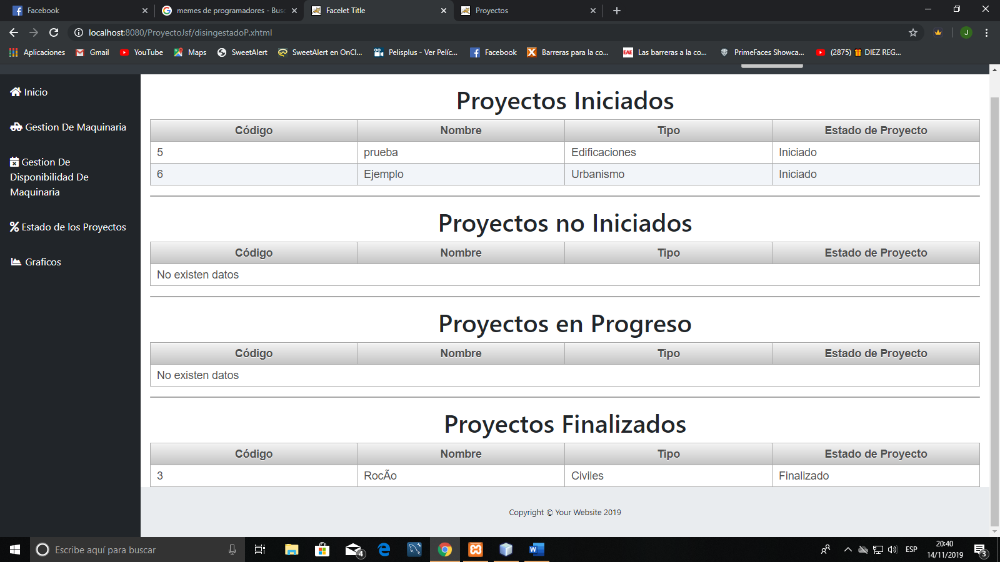 Facebook
memes de programadores - Busc
Facelet Title
Proyectos
localhost:8080/ProyectoJsf/disingestadoP.xhtml
J
Aplicaciones
Gmail
YouTube
Maps
SweetAlert
SweetAlert en OnCl...
Pelisplus - Ver Pelíc...
Facebook
Barreras para la co...
EAE
Las barreras a la co...
PrimeFaces Showca...
(2875) 🎁 DIEZ REG...
Inicio
Gestion De Maquinaria
Gestion De
Disponibilidad De
Maquinaria
Estado de los Proyectos
Graficos
Proyectos Iniciados
Código Nombre Tipo Estado de Proyecto
5 prueba Edificaciones Iniciado
6 Ejemplo Urbanismo Iniciado
Proyectos no Iniciados
Código Nombre Tipo Estado de Proyecto
No existen datos
Proyectos en Progreso
Código Nombre Tipo Estado de Proyecto
No existen datos
Proyectos Finalizados
Código Nombre Tipo Estado de Proyecto
3 RocÃo Civiles Finalizado
Copyright © Your Website 2019
Escribe aquí para buscar
4
ESP
20:40
14/11/2019
3